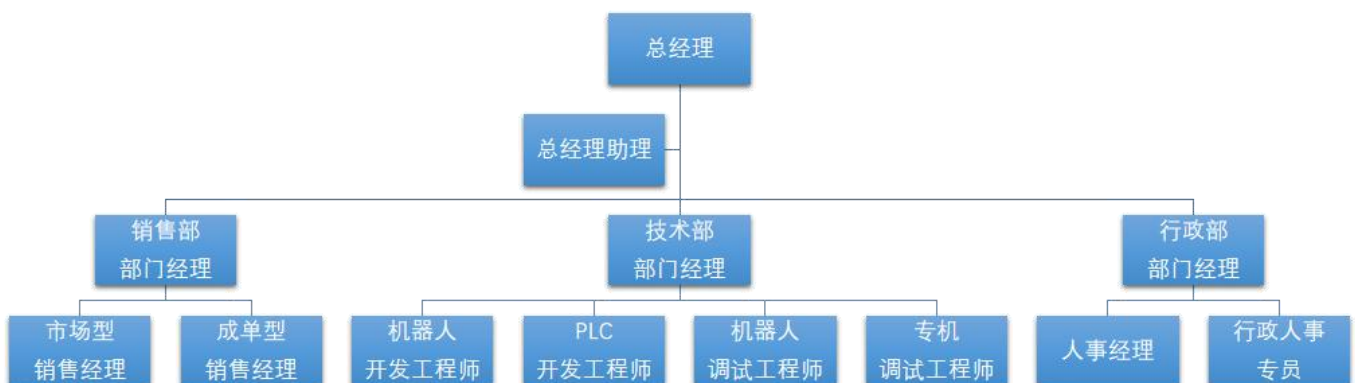 总经理
总经理助理
销售部
部门经理
技术部
部门经理
行政部
部门经理
市场型
销售经理
成单型
销售经理
机器人
开发工程师
PLC
开发工程师
机器人
调试工程师
专机
调试工程师
人事经理
行政人事
专员